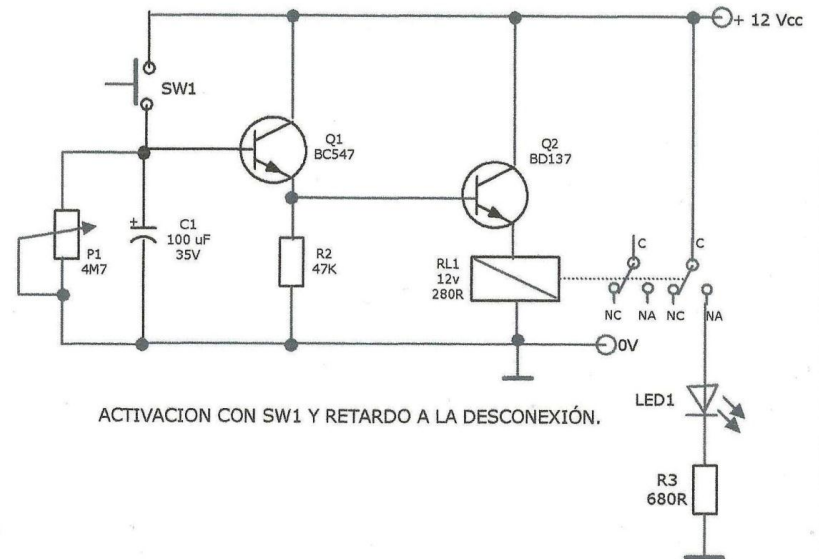 + 12 Vcc
SW1
Q1
BC547
Q2
BD137
+
C1
100 uF
35V
P1
4M7
R2
47K
RL1
12v
280R
C
C
NC
NA
NC
NA
0V
ACTIVACION CON SW1 Y RETARDO A LA DESCONEXIÓN.
LED1
R3
680R